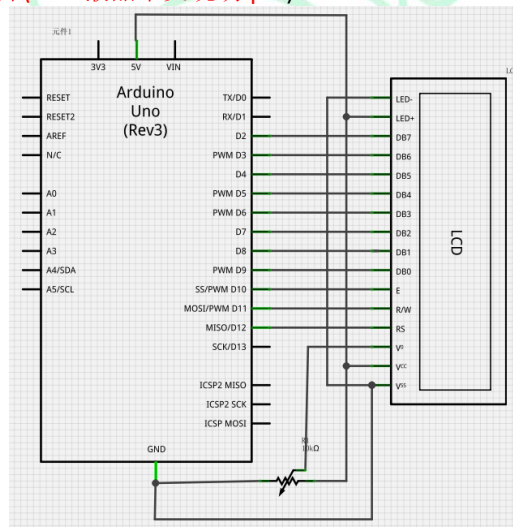 元件1
3V3
5V
VIN
Arduino
Uno
(Rev3)
RESET
RESET2
AREF
N/C
A0
A1
A2
A3
A4/SDA
A5/SCL
TX/D0
RX/D1
D2
PWM D3
D4
PWM D5
PWM D6
D7
D8
PWM D9
SS/PWM D10
MOSI/PWM D11
MISO/D12
SCK/D13
ICSP2 MISO
ICSP2 SCK
ICSP MOSI
GND
LED-
LED+
DB7
DB6
DB5
DB4
DB3
DB2
DB1
DB0
E
R/W
RS
V0
VCC
VSS
LCD
10kΩ